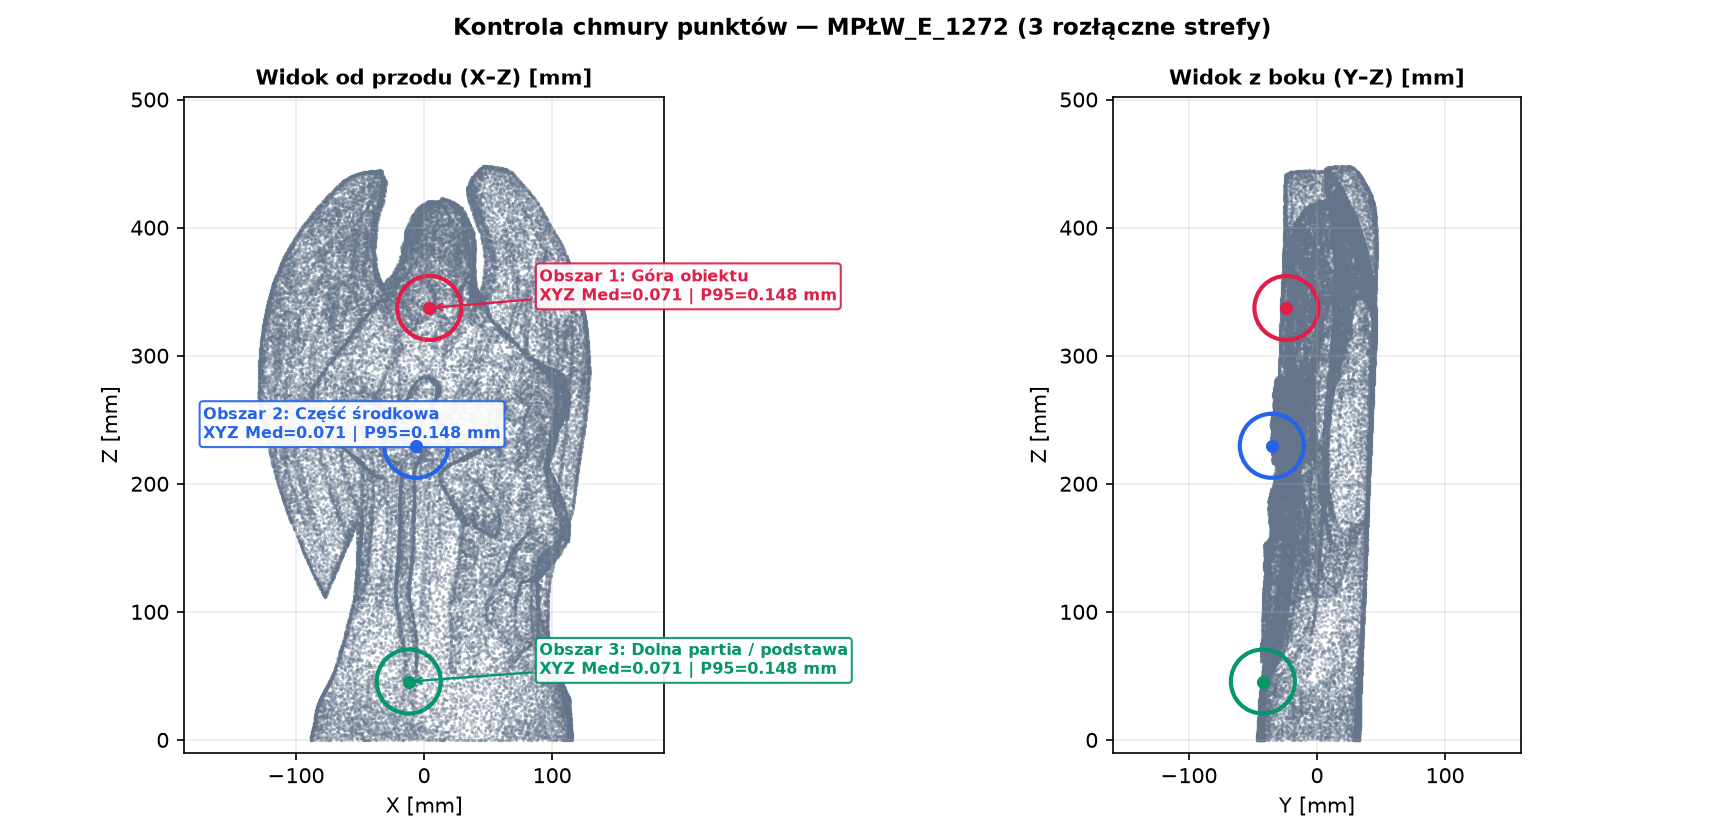 Kontrola chmury punktów — MPŁW_E_1272 (3 rozłączne strefy)
Widok od przodu (X–Z) [mm]
500
400
300
200
100
0
Z [mm]
−100
0
100
X [mm]
Obszar 1: Góra obiektu
XYZ Med=0.071 | P95=0.148 mm
Obszar 2: Część środkowa
XYZ Med=0.071 | P95=0.148 mm
Obszar 3: Dolna partia / podstawa
XYZ Med=0.071 | P95=0.148 mm
Widok z boku (Y–Z) [mm]
500
400
300
200
100
0
Z [mm]
−100
0
100
Y [mm]